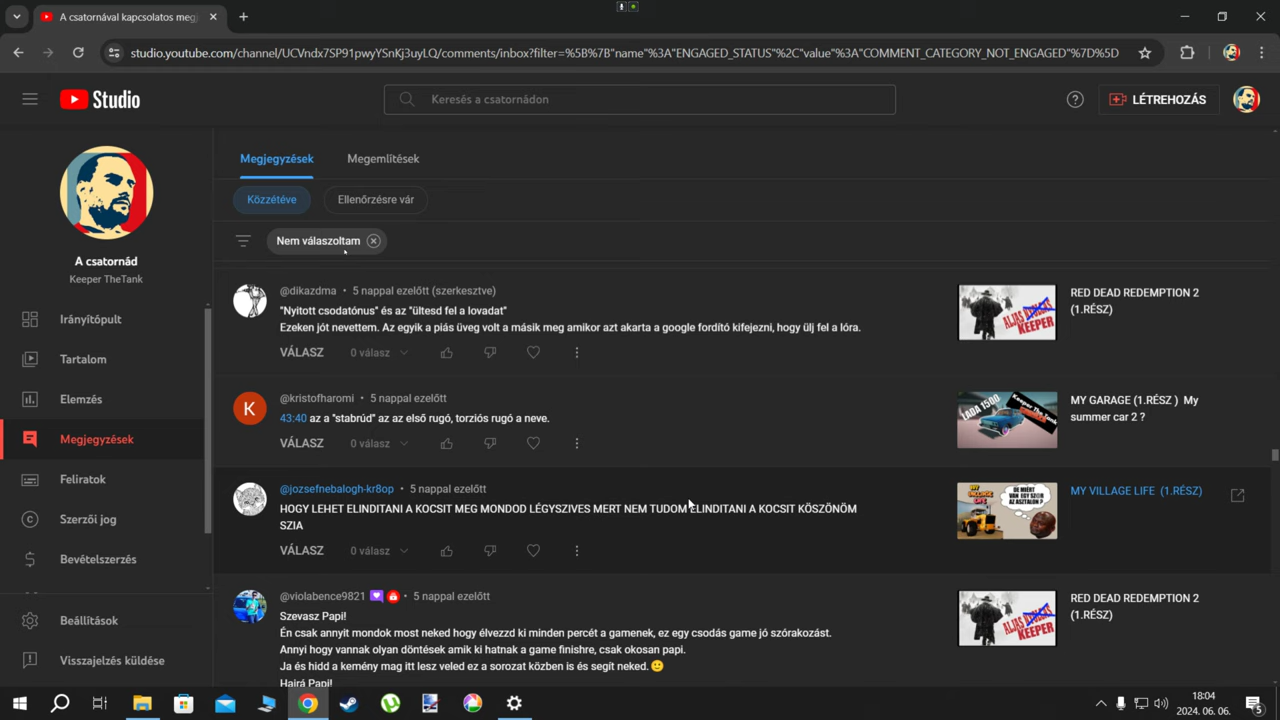 A csatornával kapcsolatos megj
studio.youtube.com/channel/UCVndx7SP91pwyYSnKj3uyLQ/comments/inbox?filter=%5B%7B"name"%3A"ENGAGED_STATUS"%2C"value"%3A"COMMENT_CATEGORY_NOT_ENGAGED"%7D%5D
Studio
Keresés a csatornádon
LÉTREHOZÁS
A csatornád
Keeper TheTank
Irányítópult
Tartalom
Elemzés
Megjegyzések
Feliratok
Szerzői jog
Bevételszerzés
Beállítások
Visszajelzés küldése
Megjegyzések
Megemlítések
Közzétéve
Ellenőrzésre vár
Nem válaszoltam
@dikazdma • 5 nappal ezelőtt (szerkesztve)
"Nyitott csodatónus" és az "ültesd fel a lovadat"
Ezeken jót nevettem. Az egyik a piás üveg volt a másik meg amikor azt akarta a google fordító kifejezni, hogy ülj fel a lóra.
VÁLASZ
0 válasz
RED DEAD REDEMPTION 2
(1.RÉSZ)
K
@kristofharomi • 5 nappal ezelőtt
43:40 az a "stabrúd" az az első rugó, torziós rugó a neve.
VÁLASZ
0 válasz
LADA 1500
Keeper The Tank
MY GARAGE (1.RÉSZ ) My
summer car 2 ?
@jozsefnebalogh-kr8op • 5 nappal ezelőtt
HOGY LEHET ELINDITANI A KOCSIT MEG MONDOD LÉGY SZIVES MERT NEM TUDOM ELINDITANI A KOCSIT KÖSZÖNÖM
SZIA
VÁLASZ
0 válasz
MY VILLAGE LIFE (1.RÉSZ)
@violabence9821 • 5 nappal ezelőtt
Szevasz Papi!
Én csak annyit mondok most neked hogy élvezzd ki minden percét a gamenek, ez egy csodás game jó szórakozást.
Annyi hogy vannak olyan döntések amik ki hatnak a game finishre, csak okosan papi.
Ja és hidd a kemény mag itt lesz veled ez a sorozat közben is és segít neked.🙂
Hajrá Papi!
RED DEAD REDEMPTION 2
(1.RÉSZ)
18:04
2024. 06. 06.
5